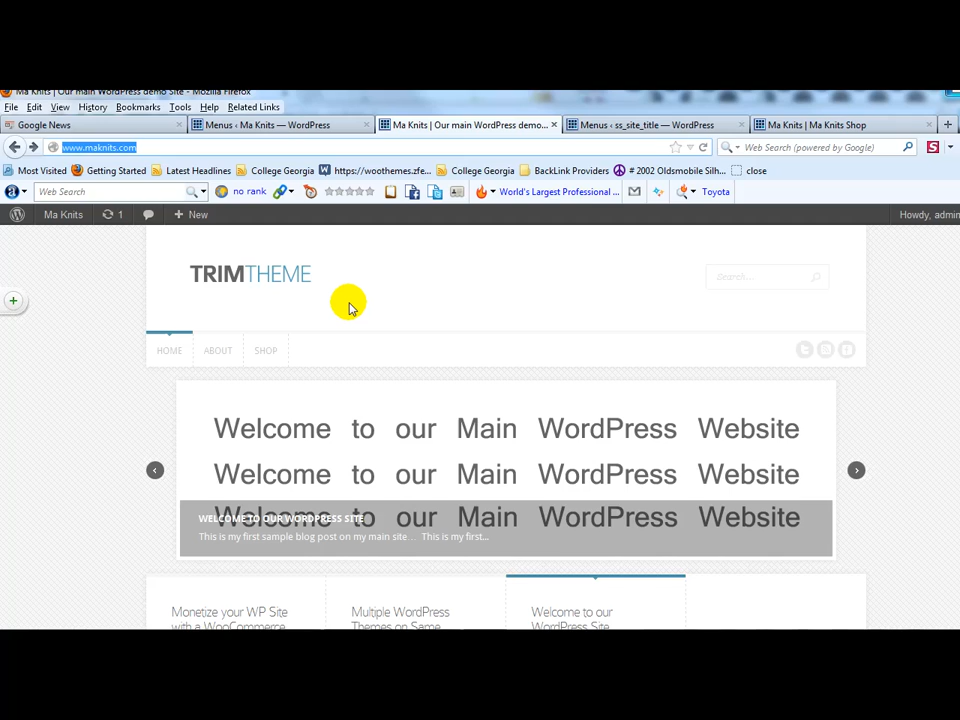 Ma Knits | Our main WordPress demo Site - Mozilla Firefox
File Edit View History Bookmarks Tools Help Related Links
Google News Menus ‹ Ma Knits — WordPress Ma Knits | Our main WordPress demo... Menus ‹ ss_site_title — WordPress Ma Knits | Ma Knits Shop
www.maknits.com Web Search (powered by Google) S
Most Visited Getting Started Latest Headlines College Georgia https://woothemes.zfe... College Georgia BackLink Providers # 2002 Oldsmobile Silh... close
a Web Search no rank World's Largest Professional ... Toyota
Ma Knits 1 New Howdy, admin
TRIMTHEME
Search...
HOME ABOUT SHOP
Welcome to our Main WordPress Website
Welcome to our Main WordPress Website
Welcome to our Main WordPress Website
WELCOME TO OUR WORDPRESS SITE
This is my first sample blog post on my main site... This is my first...
Monetize your WP Site Multiple WordPress Welcome to our
with a WooCommerce Themes on Same WordPress Site